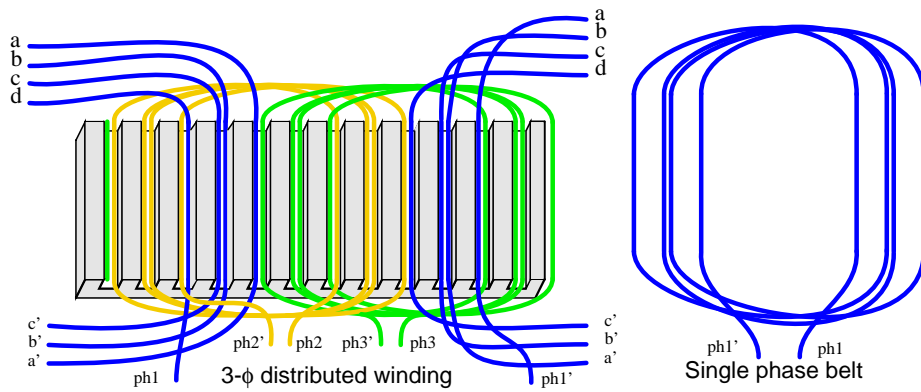 a
b
c
d
a
b
c
d
c'
b'
a'
ph1
ph2'
ph2
ph3'
ph3
ph1'
c'
b'
a'
3-ϕ distributed winding
ph1'
ph1
Single phase belt